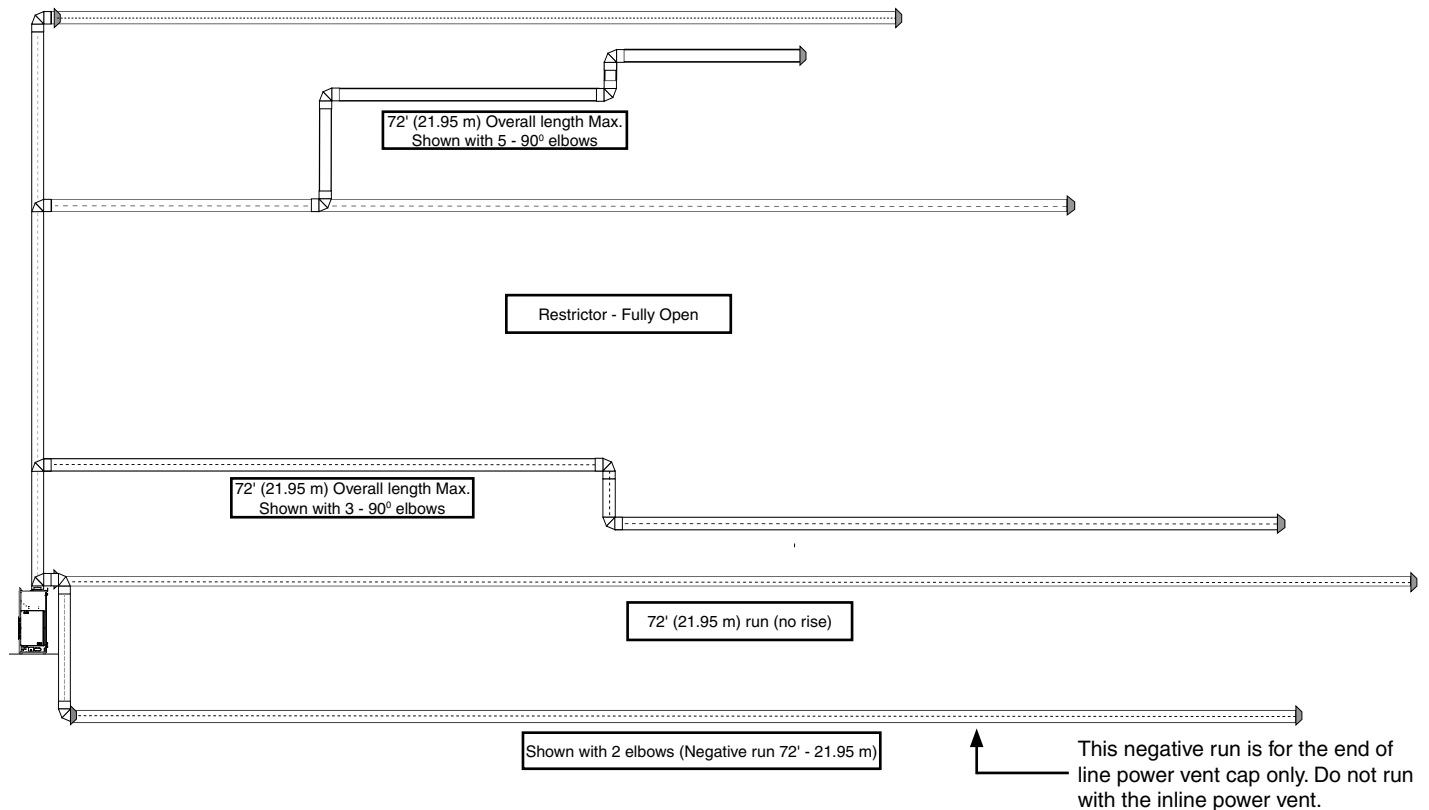 72' (21.95 m) Overall length Max.
Shown with 5 - 90⁰ elbows
Restrictor - Fully Open
72' (21.95 m) Overall length Max.
Shown with 3 - 90⁰ elbows
72' (21.95 m) run (no rise)
Shown with 2 elbows (Negative run 72' - 21.95 m)
This negative run is for the end of
line power vent cap only. Do not run
with the inline power vent.